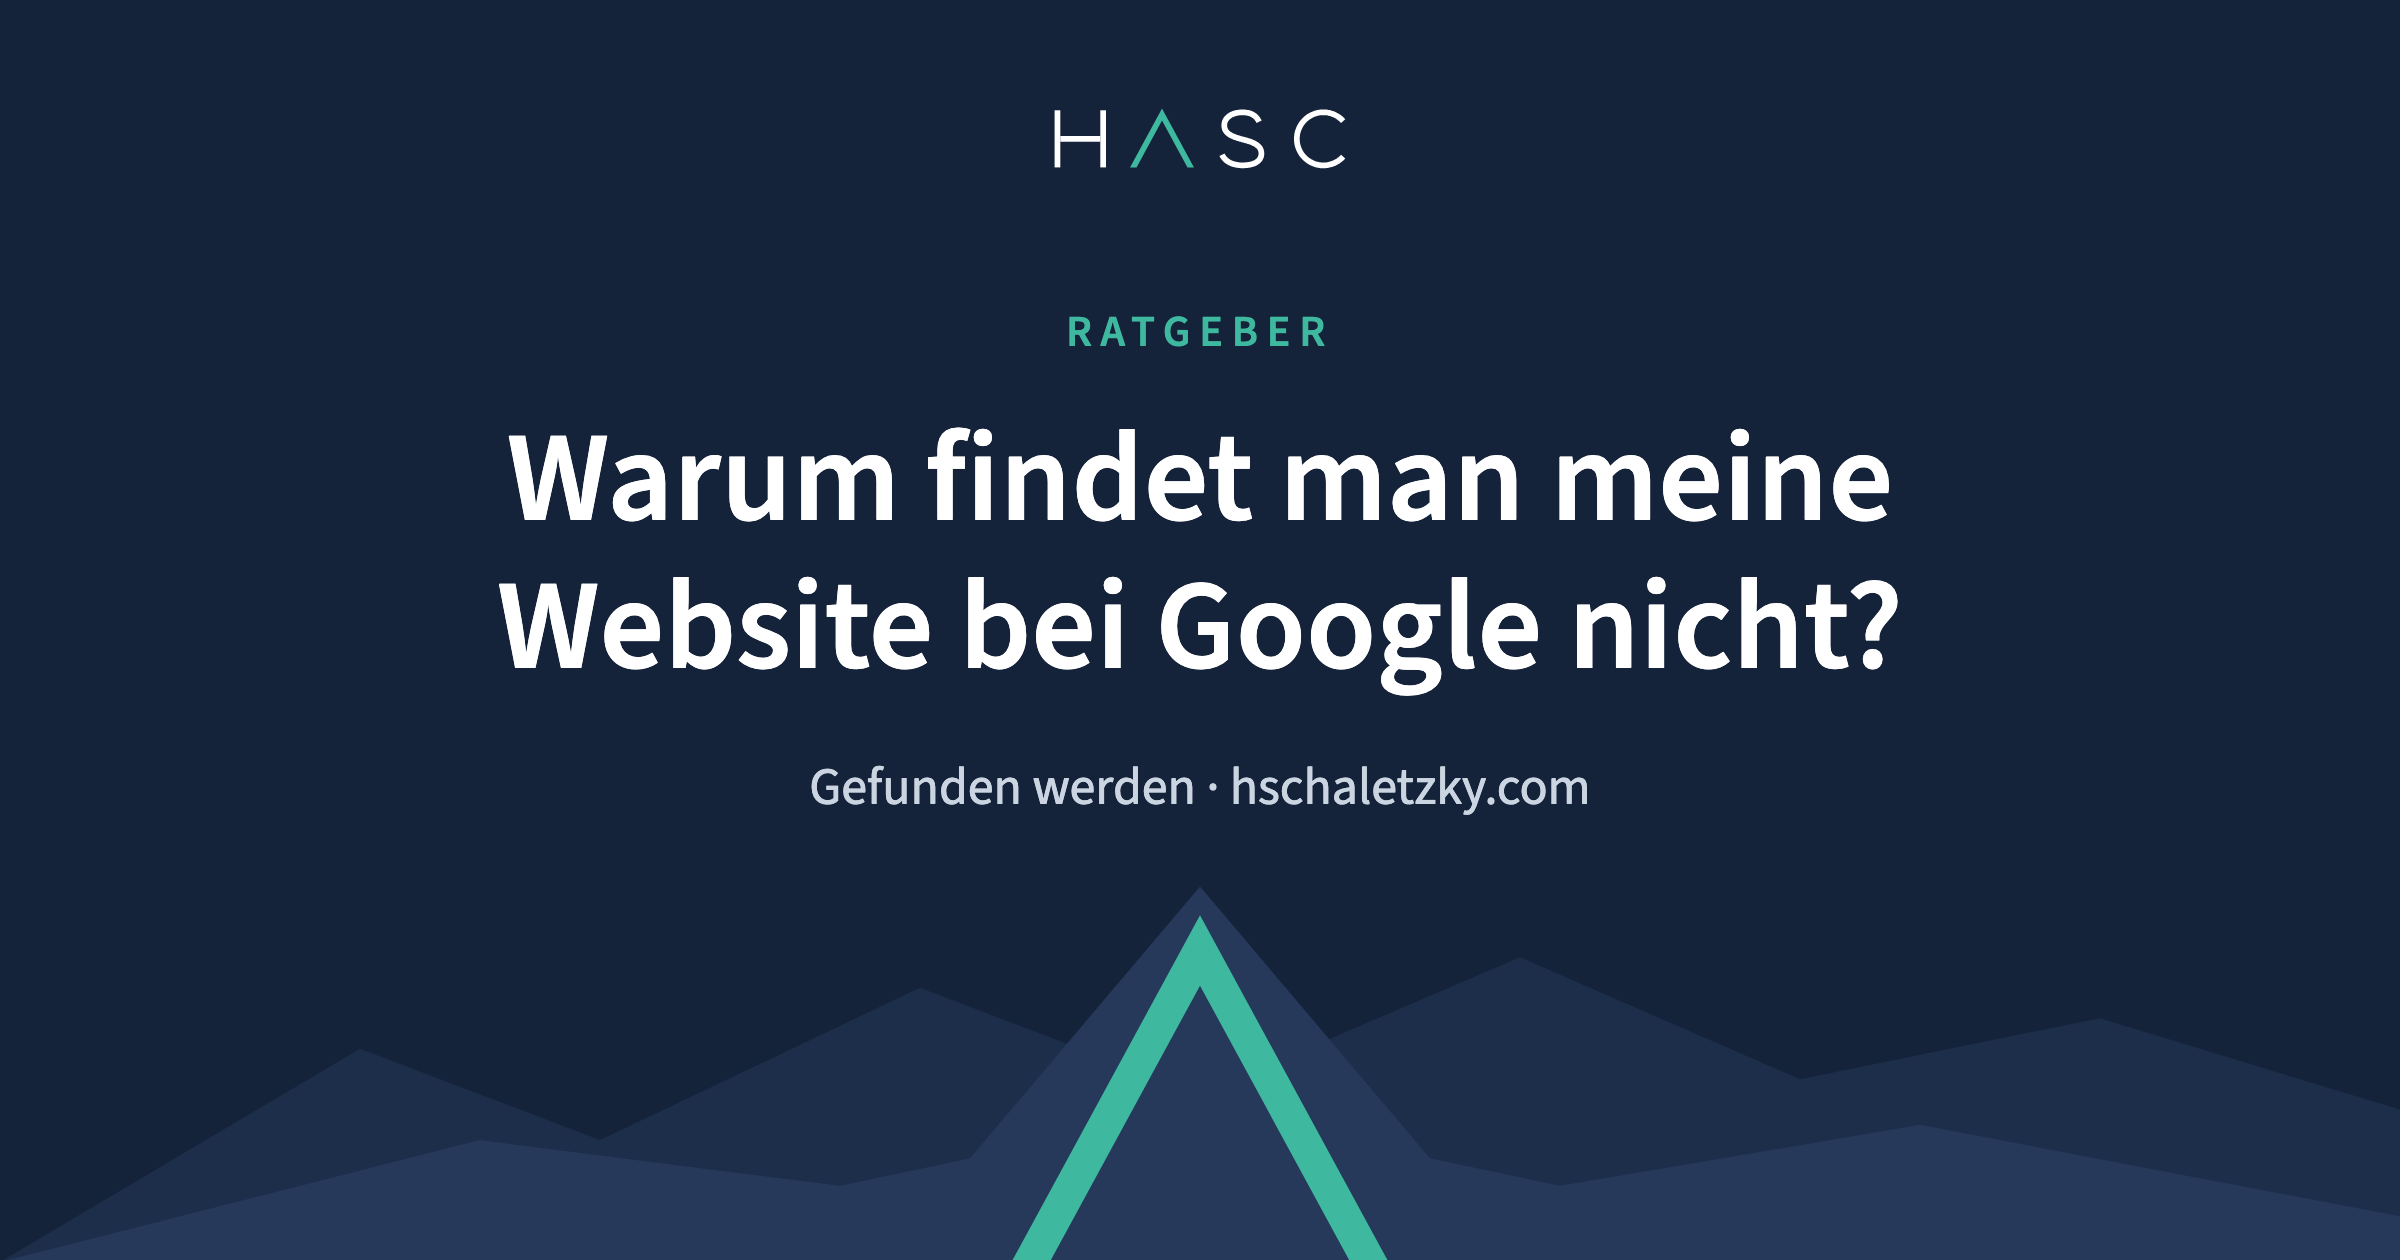 HASC
RATGEBER
Warum findet man meine
Website bei Google nicht?
Gefunden werden · hschaletzky.com